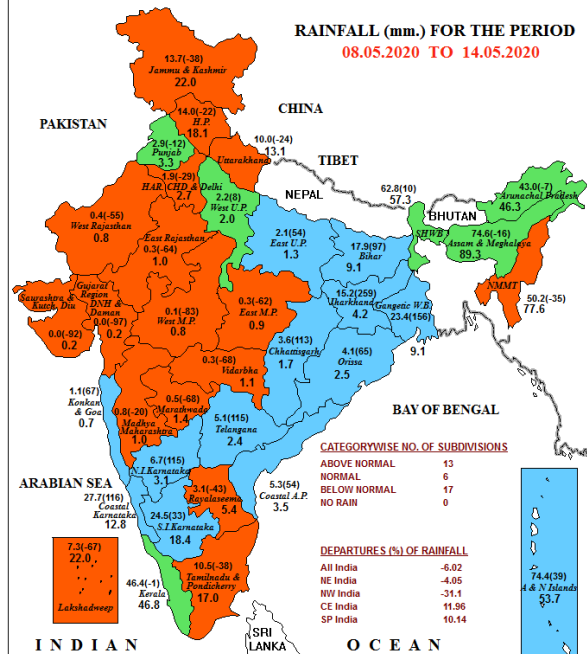 RAINFALL (mm.) FOR THE PERIOD
08.05.2020 TO 14.05.2020
13.7(-38)
Jammu & Kashmir
22.0
CHINA
14.0(-22)
H.P.
18.1
PAKISTAN
2.9(-12)
Punjab
3.3
10.0(-24)
13.1
Uttarakhand
TIBET
1.9(-29)
HAR. CHD & Delhi
2.7
NEPAL
2.2(8)
West U.P.
2.0
62.8(10)
57.3
43.0(-7)
Arunachal Pradesh
46.3
BHUTAN
SHWB
74.6(-16)
Assam & Meghalaya
89.3
0.4(-55)
West Rajasthan
0.8
East Rajasthan
0.3(-64)
1.0
2.1(54)
East U.P.
1.3
17.9(97)
Bihar
9.1
NMMT
50.2(-35)
77.6
Gujarat
Region
DNH &
Daman
0.0(-97)
0.2
Saurashtra &
Kutch, Diu
0.0(-92)
0.2
0.1(-83)
West M.P.
0.8
0.3(-62)
East M.P.
0.9
15.2(259)
Jharkhand
4.2
Gangetic W.B.
23.4(156)
9.1
3.6(113)
Chhattisgarh
1.7
4.1(65)
Orissa
2.5
0.3(-68)
Vidarbha
1.1
1.1(67)
Konkan
& Goa
0.7
0.5(-68)
Marathwada
1.4
0.8(-20)
Madhya
Maharashtra
1.0
5.1(115)
Telangana
2.4
BAY OF BENGAL
6.7(115)
N.I.Karnataka
3.1
ARABIAN SEA
27.7(116)
Coastal
Karnataka
12.8
3.1(-43)
Rayalaseema
5.4
5.3(54)
Coastal A.P.
3.5
24.5(33)
S.I.Karnataka
18.4
CATEGORYWISE NO. OF SUBDIVISIONS
ABOVE NORMAL 13
NORMAL 6
BELOW NORMAL 17
NO RAIN 0
7.3(-67)
22.0
Lakshadweep
10.5(-38)
Tamilnadu &
Pondicherry
17.0
46.4(-1)
Kerala
46.8
DEPARTURES (%) OF RAINFALL
All India -6.02
NE India -4.05
NW India -31.1
CE India 11.96
SP India 10.14
74.4(39)
A & N Islands
53.7
SRI
LANKA
INDIAN OCEAN